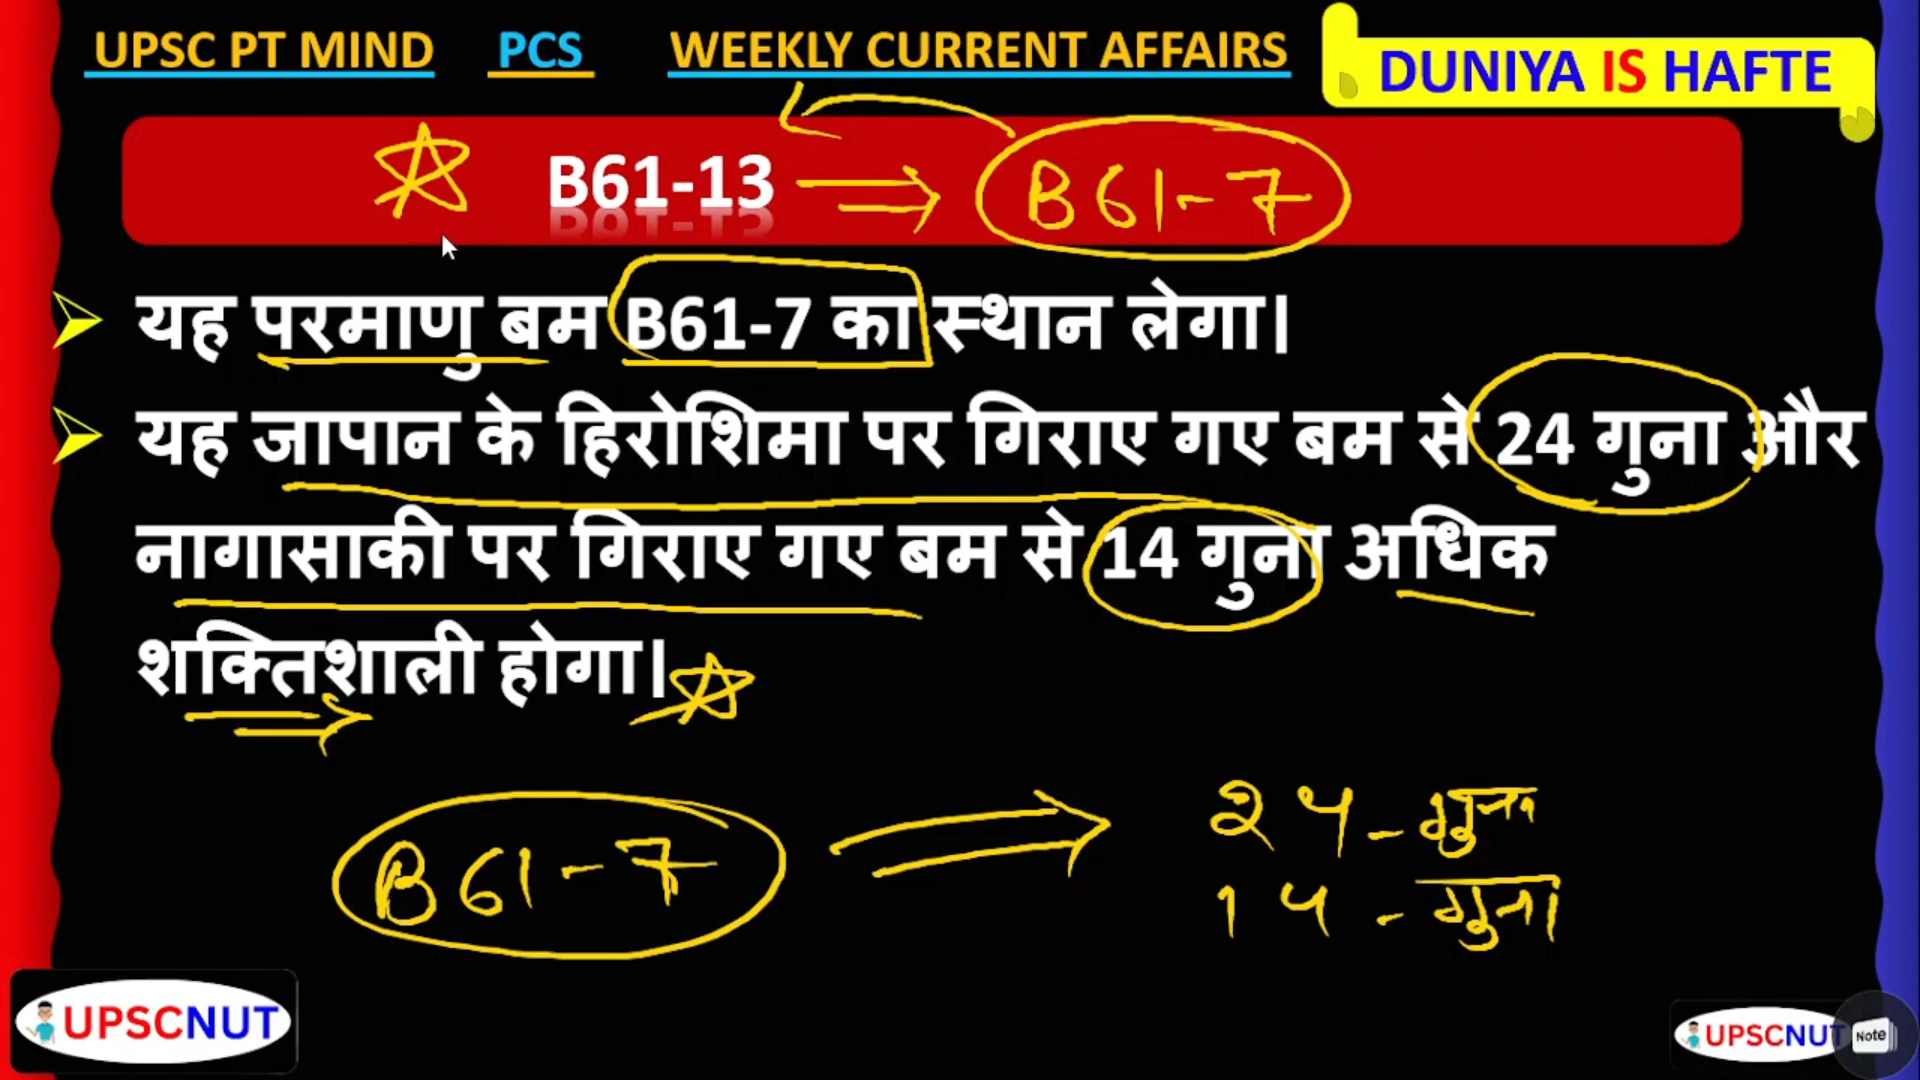 UPSC PT MIND PCS WEEKLY CURRENT AFFAIRS
DUNIYA IS HAFTE
B61-13 B61-7
यह परमाणु बम B61-7 का स्थान लेगा।
यह जापान के हिरोशिमा पर गिराए गए बम से 24 गुना और
नागासाकी पर गिराए गए बम से 14 गुना अधिक
शक्तिशाली होगा।
B61-7
24-गुना
14-गुना
UPSCNUT
UPSCNUT
Note